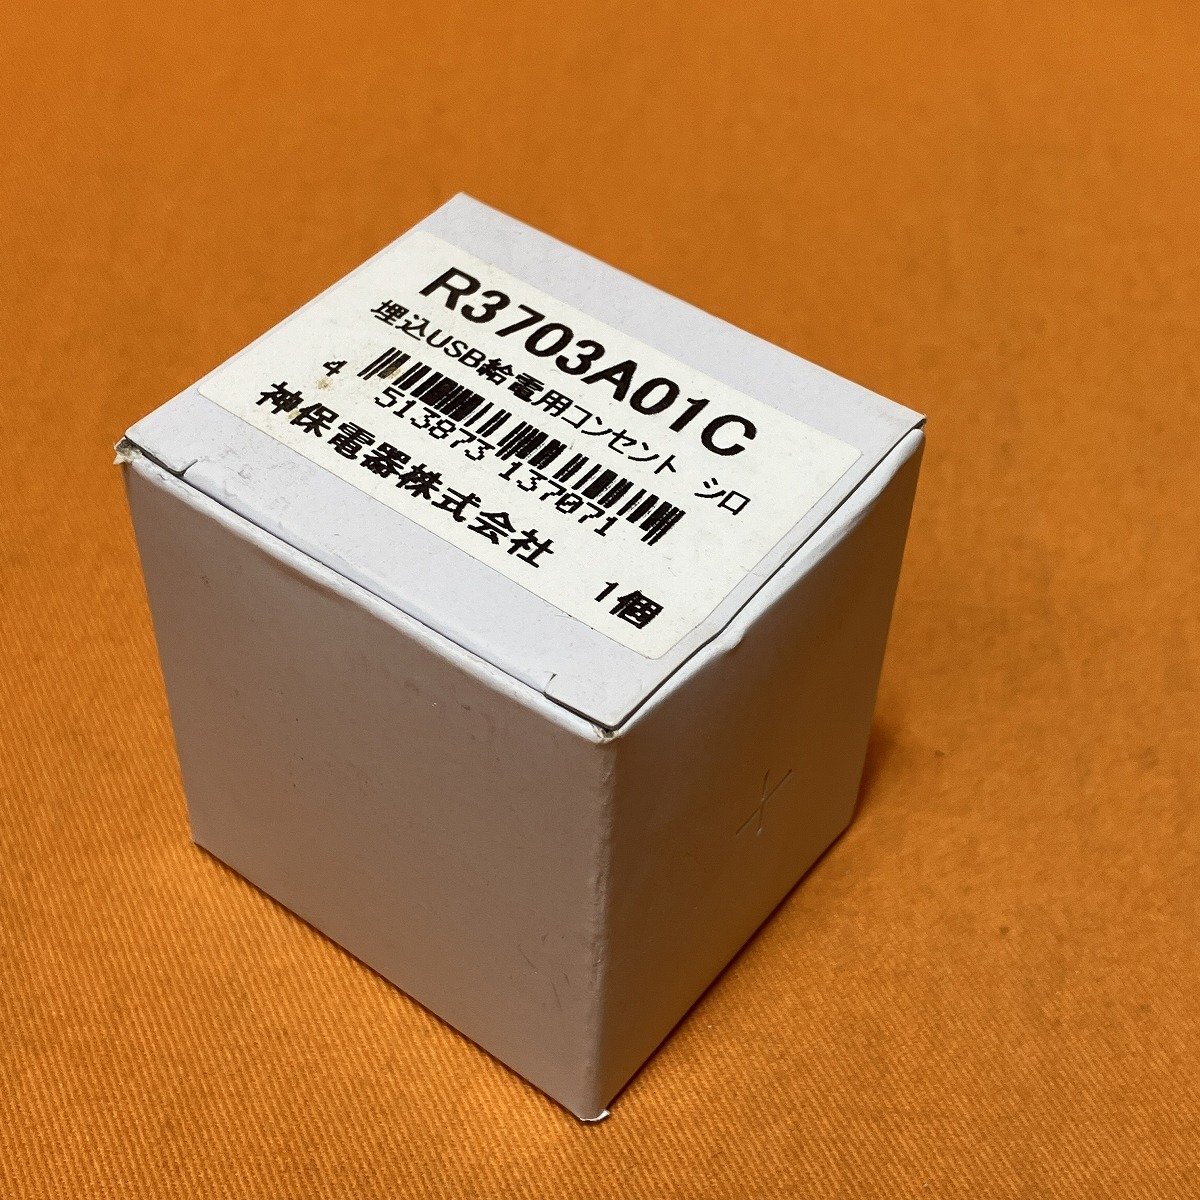 R3703A01C
埋込USB給電用コンセント シロ
4 513873 137071
神保電器株式会社 1個